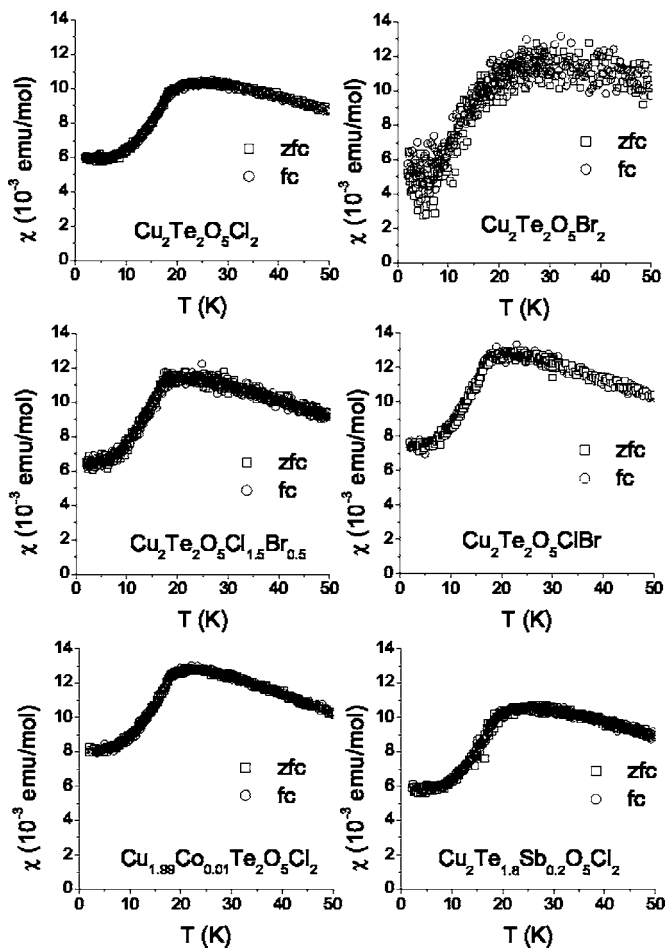 χ (10⁻³ emu/mol)
14
12
10
8
6
4
2
0
zfc
fc
Cu₂Te₂O₅Cl₂
0 10 20 30 40 50
T (K)
χ (10⁻³ emu/mol)
14
12
10
8
6
4
2
0
zfc
fc
Cu₂Te₂O₅Br₂
0 10 20 30 40 50
T (K)
χ (10⁻³ emu/mol)
14
12
10
8
6
4
2
0
zfc
fc
Cu₂Te₂O₅Cl₁.₅Br₀.₅
0 10 20 30 40 50
T (K)
χ (10⁻³ emu/mol)
14
12
10
8
6
4
2
0
zfc
fc
Cu₂Te₂O₅ClBr
0 10 20 30 40 50
T (K)
χ (10⁻³ emu/mol)
14
12
10
8
6
4
2
0
zfc
fc
Cu₁.₉₉Co₀.₀₁Te₂O₅Cl₂
0 10 20 30 40 50
T (K)
χ (10⁻³ emu/mol)
14
12
10
8
6
4
2
0
zfc
fc
Cu₂Te₁.₈Sb₀.₂O₅Cl₂
0 10 20 30 40 50
T (K)